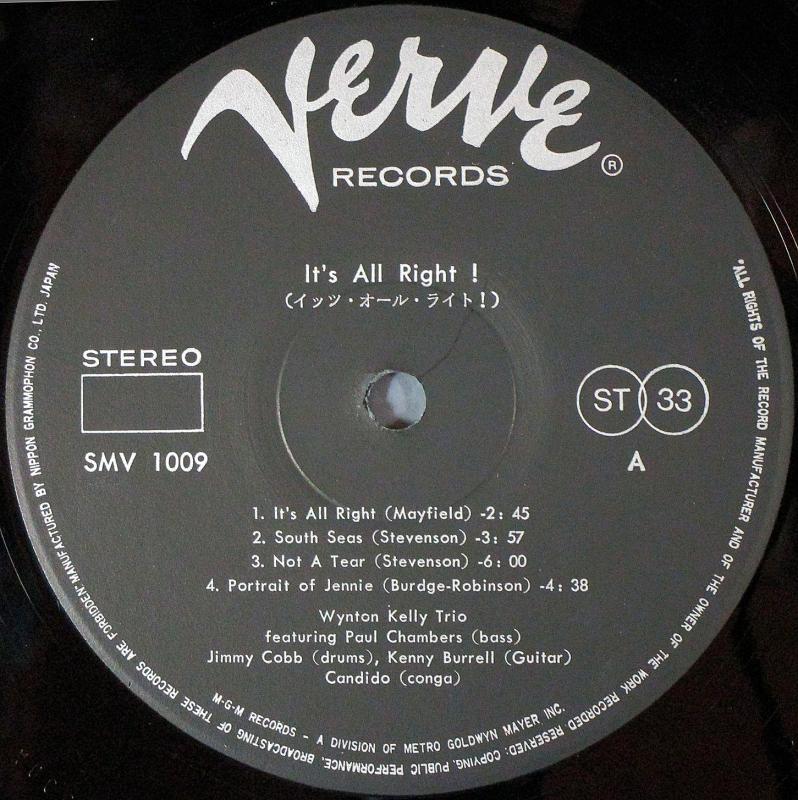 Verve
RECORDS ®
It's All Right !
(イッツ・オール・ライト!)
STEREO
SMV 1009
ST 33
A
1. It's All Right (Mayfield) -2: 45
2. South Seas (Stevenson) -3: 57
3. Not A Tear (Stevenson) -6: 00
4. Portrait of Jennie (Burdge-Robinson) -4: 38
Wynton Kelly Trio
featuring Paul Chambers (bass)
Jimmy Cobb (drums), Kenny Burrell (Guitar)
Candido (conga)
M-G-M RECORDS – A DIVISION OF METRO GOLDWYN MAYER INC.
"ALL RIGHTS OF THE RECORD MANUFACTURER AND OF THE OWNER OF THE WORK RECORDED RESERVED: COPYING, PUBLIC PERFORMANCE, BROADCASTING OF THESE RECORDS ARE FORBIDDEN" MANUFACTURED BY NIPPON GRAMMOPHON CO., LTD. JAPAN